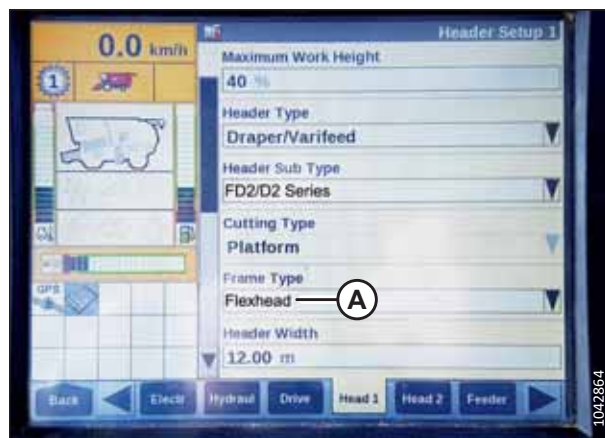 0.0 km/h
Header Setup 1
Maximum Work Height
1
40 %
Header Type
Draper/Varifeed
Header Sub Type
FD2/D2 Series
Cutting Type
Platform
Frame Type
GPS
Flexhead
A
Header Width
12.00 m
Back
Electr
Hydraul
Drive
Head 1
Head 2
Feeder
1042864